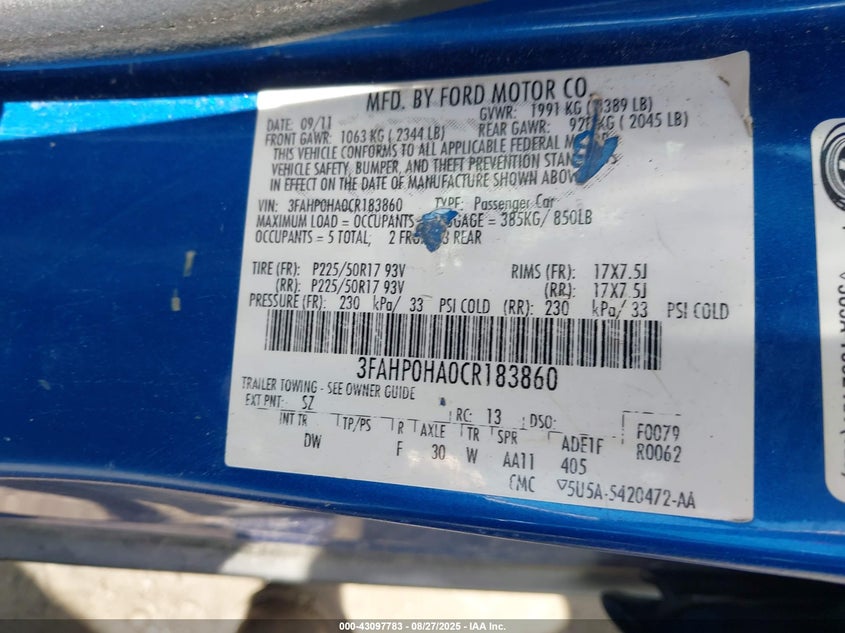 MFD. BY FORD MOTOR CO.
DATE: 09/11 GVWR: 1991 KG ( 4389 LB)
FRONT GAWR: 1063 KG ( 2344 LB) REAR GAWR: KG ( 2045 LB)
THIS VEHICLE CONFORMS TO ALL APPLICABLE FEDERAL
VEHICLE SAFETY, BUMPER, AND THEFT PREVENTION
IN EFFECT ON THE DATE OF MANUFACTURE SHOWN ABOVE
VIN: 3FAHP0HA0CR183860 TYPE: Passenger Car
MAXIMUM LOAD = OCCUPANTS = 385KG/ 850LB
OCCUPANTS = 5 TOTAL; 2 3 REAR
TIRE (FR): P225/50R17 93V RIMS (FR): 17X7.5J
(RR): P225/50R17 93V (RR): 17X7.5J
PRESSURE (FR): 230 kPa/ 33 PSI COLD (RR): 230 kPa/ 33 PSI COLD
3FAHP0HA0CR183860
TRAILER TOWING - SEE OWNER GUIDE
EXT PNT: SZ RC: 13 DSO: F0079
INT TR TP/PS R AXLE TR SPR ADE1F R0062
DW F 30 W AA11 405
CMC ▽5U5A-5420472-AA
000-43097783 - 08/27/2025 - IAA Inc.